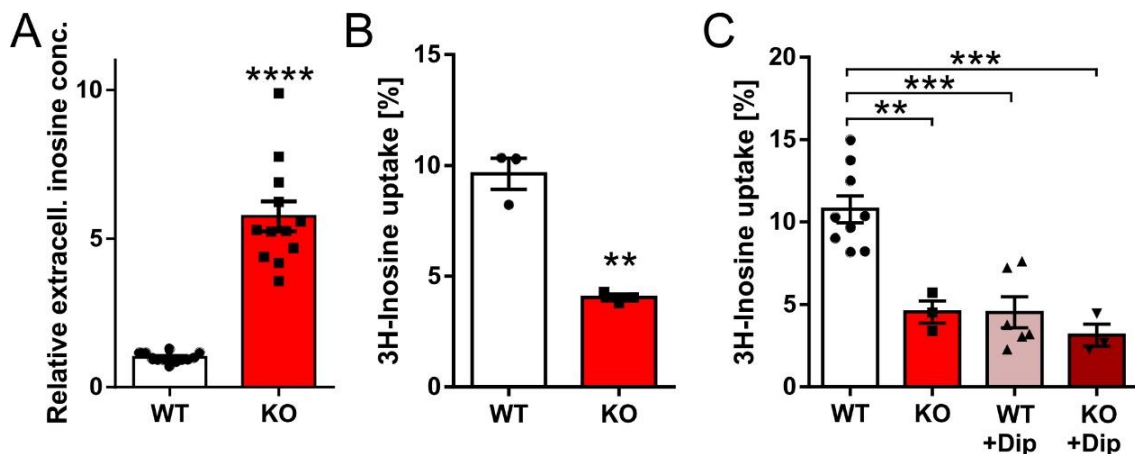 A
Relative extracell. inosine conc.
10
5
0
****
WT
KO
B
3H-Inosine uptake [%]
15
10
5
0
**
WT
KO
C
3H-Inosine uptake [%]
20
15
10
5
0
***
***
**
WT
KO
WT
+Dip
KO
+Dip